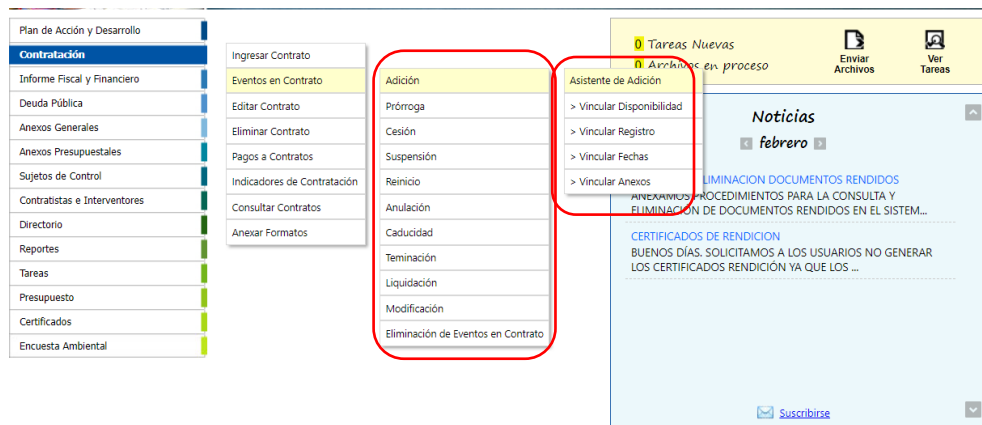 Plan de Acción y Desarrollo
Contratación
Informe Fiscal y Financiero
Deuda Pública
Anexos Generales
Anexos Presupuestales
Sujetos de Control
Contratistas e Interventores
Directorio
Reportes
Tareas
Presupuesto
Certificados
Encuesta Ambiental
Ingresar Contrato
Eventos en Contrato
Editar Contrato
Eliminar Contrato
Pagos a Contratos
Indicadores de Contratación
Consultar Contratos
Anexar Formatos
Adición
Prórroga
Cesión
Suspensión
Reinicio
Anulación
Caducidad
Teminación
Liquidación
Modificación
Eliminación de Eventos en Contrato
Asistente de Adición
> Vincular Disponibilidad
> Vincular Registro
> Vincular Fechas
> Vincular Anexos
0 Tareas Nuevas
0 Archivos en proceso
Enviar
Archivos
Ver
Tareas
Noticias
febrero
DOCUMENTOS RENDIDOS
ANEXAMOS PROCEDIMIENTOS PARA LA CONSULTA Y
ELIMINACION DE DOCUMENTOS RENDIDOS EN EL SISTEM...
CERTIFICADOS DE RENDICION
BUENOS DÍAS. SOLICITAMOS A LOS USUARIOS NO GENERAR
LOS CERTIFICADOS RENDICIÓN YA QUE LOS ...
Suscribirse